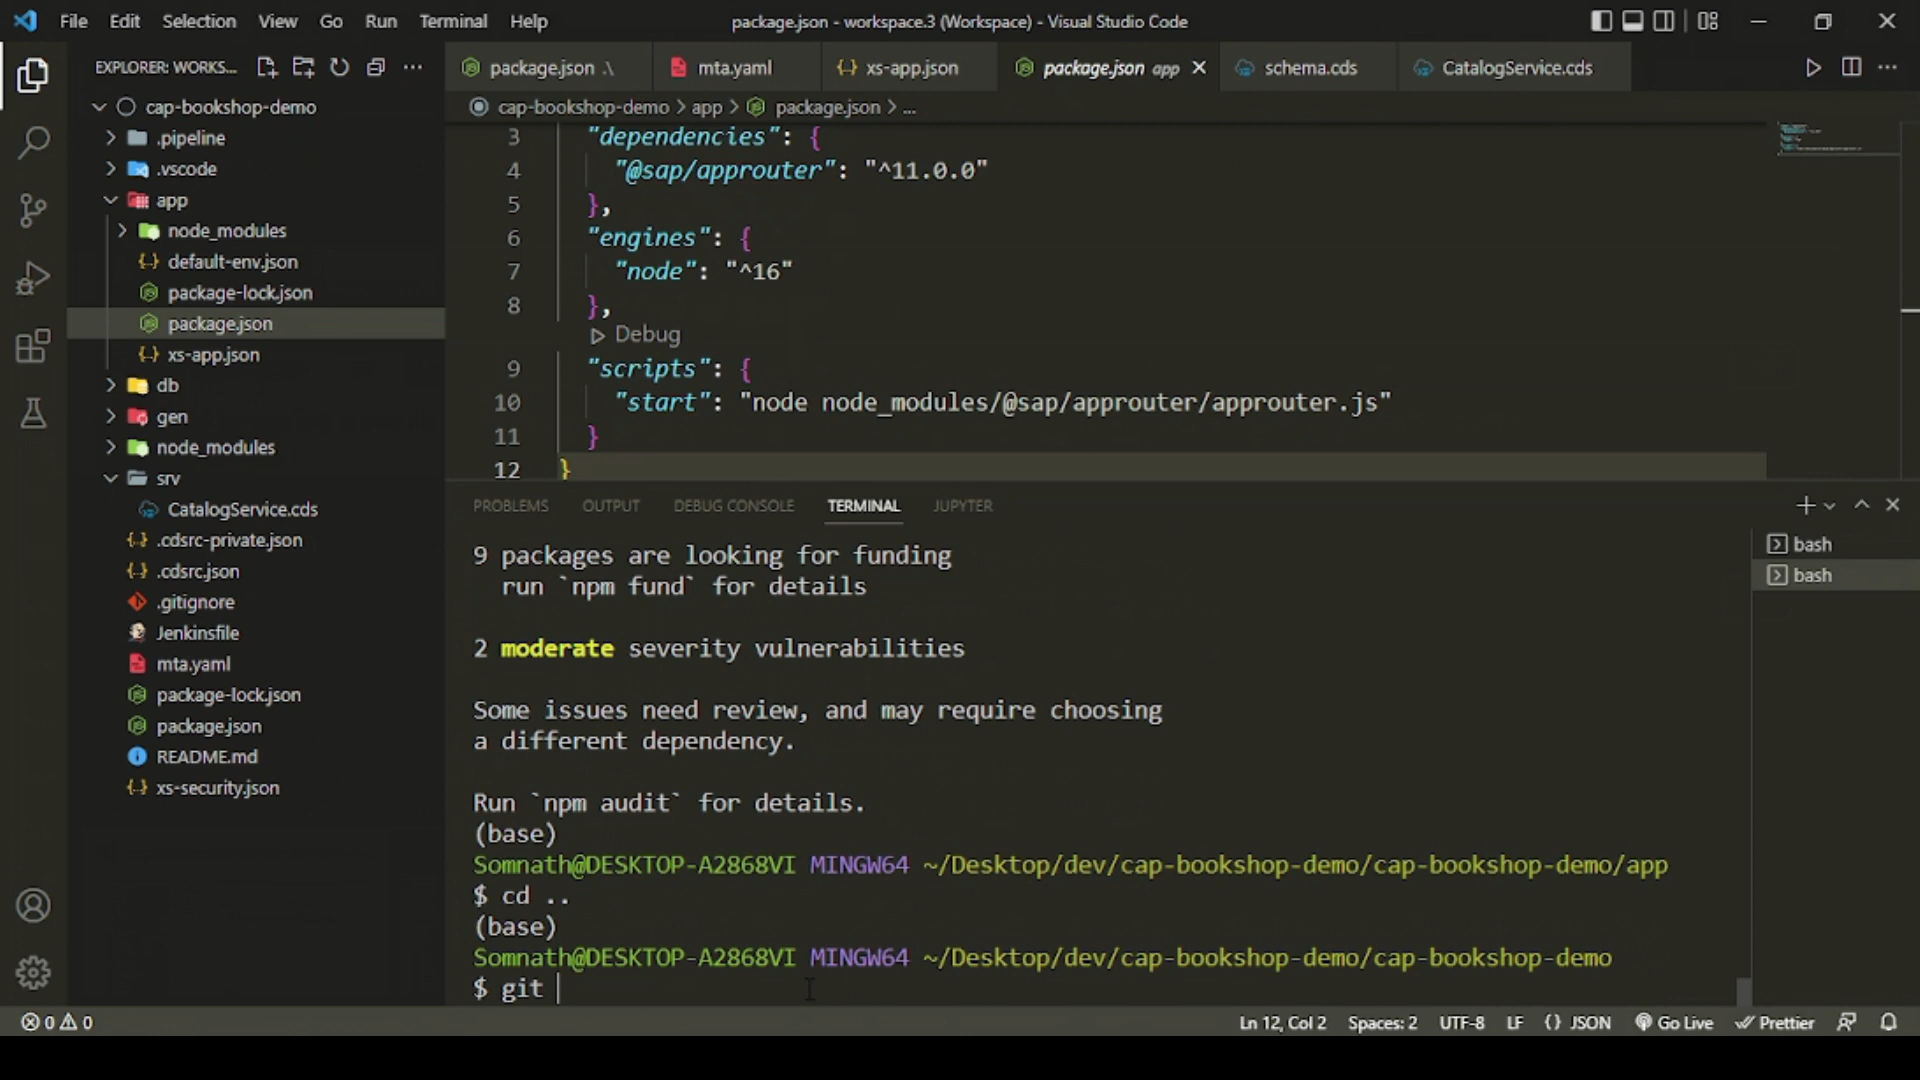 File Edit Selection View Go Run Terminal Help
package.json - workspace.3 (Workspace) - Visual Studio Code
EXPLORER: WORKS...
package.json .\
mta.yaml
xs-app.json
package.json app
schema.cds
CatalogService.cds
cap-bookshop-demo > app > package.json > ...
cap-bookshop-demo
.pipeline
.vscode
app
node_modules
default-env.json
package-lock.json
package.json
xs-app.json
db
gen
node_modules
srv
CatalogService.cds
.cdsrc-private.json
.cdsrc.json
.gitignore
Jenkinsfile
mta.yaml
package-lock.json
package.json
README.md
xs-security.json
3 "dependencies": {
4 "@sap/approuter": "^11.0.0"
5 },
6 "engines": {
7 "node": "^16"
8 },
Debug
9 "scripts": {
10 "start": "node node_modules/@sap/approuter/approuter.js"
11 }
12 }
PROBLEMS OUTPUT DEBUG CONSOLE TERMINAL JUPYTER
bash
bash
9 packages are looking for funding
run `npm fund` for details
2 moderate severity vulnerabilities
Some issues need review, and may require choosing
a different dependency.
Run `npm audit` for details.
(base)
Somnath@DESKTOP-A2868VI MINGW64 ~/Desktop/dev/cap-bookshop-demo/cap-bookshop-demo/app
$ cd ..
(base)
Somnath@DESKTOP-A2868VI MINGW64 ~/Desktop/dev/cap-bookshop-demo/cap-bookshop-demo
$ git
0 0 Ln 12, Col 2 Spaces: 2 UTF-8 LF {} JSON Go Live Prettier